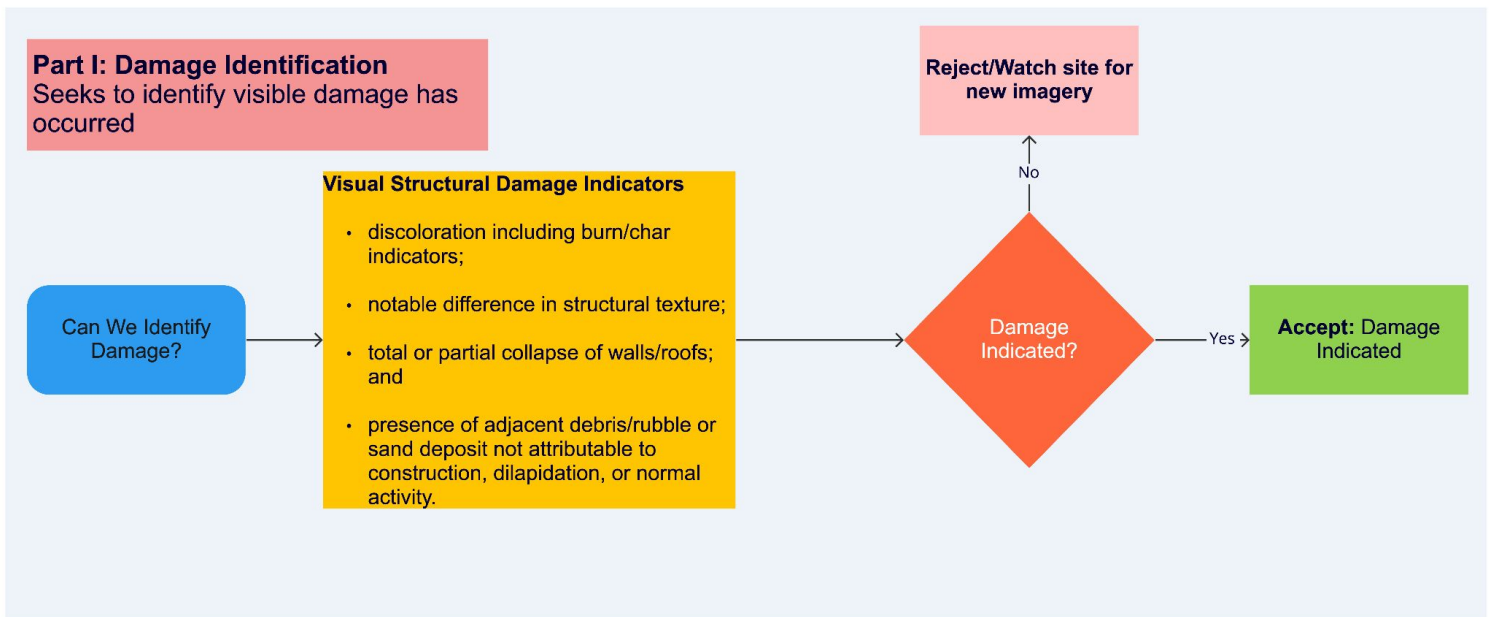 Part I: Damage Identification
Seeks to identify visible damage has
occurred
Reject/Watch site for
new imagery
No
Visual Structural Damage Indicators
• discoloration including burn/char
indicators;
• notable difference in structural texture;
• total or partial collapse of walls/roofs;
and
• presence of adjacent debris/rubble or
sand deposit not attributable to
construction, dilapidation, or normal
activity.
Can We Identify
Damage?
Damage
Indicated?
Yes
Accept: Damage
Indicated